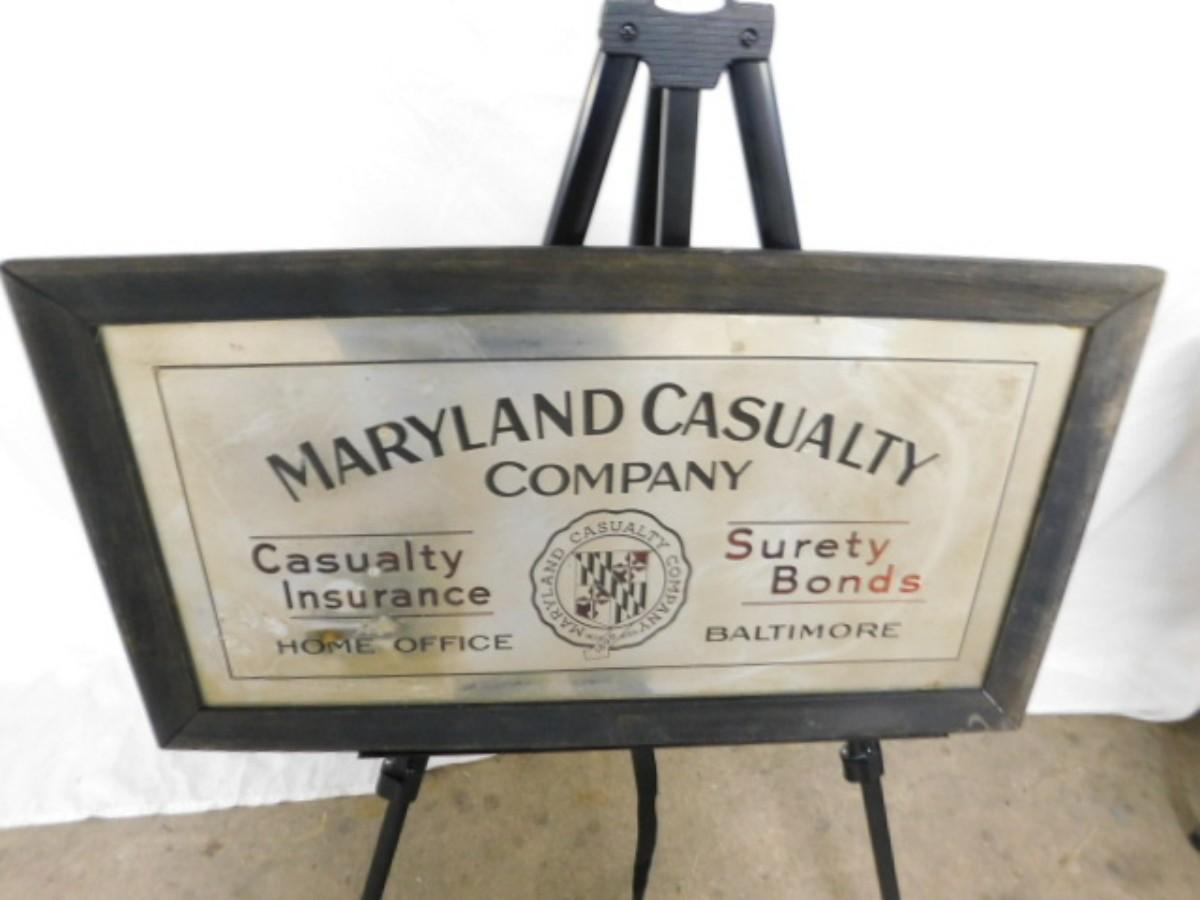 MARYLAND CASUALTY
COMPANY
Casualty
Insurance
HOME OFFICE
MARYLAND CASUALTY COMPANY
Surety
Bonds
BALTIMORE